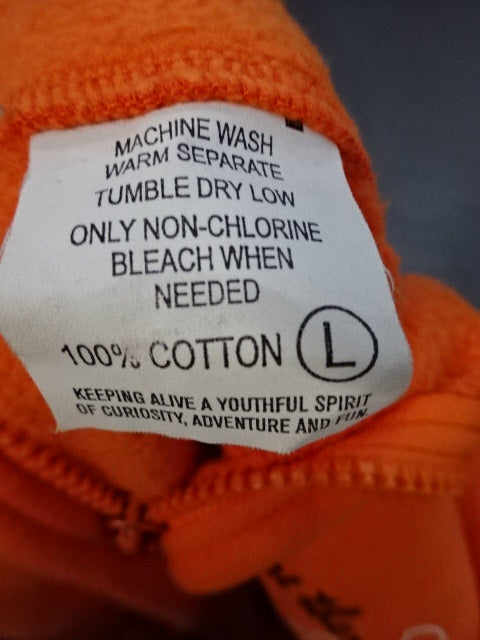 MACHINE WASH
WARM SEPARATE
TUMBLE DRY LOW
ONLY NON-CHLORINE
BLEACH WHEN
NEEDED
100% COTTON L
KEEPING ALIVE A YOUTHFUL SPIRIT
OF CURIOSITY, ADVENTURE AND FUN.
the